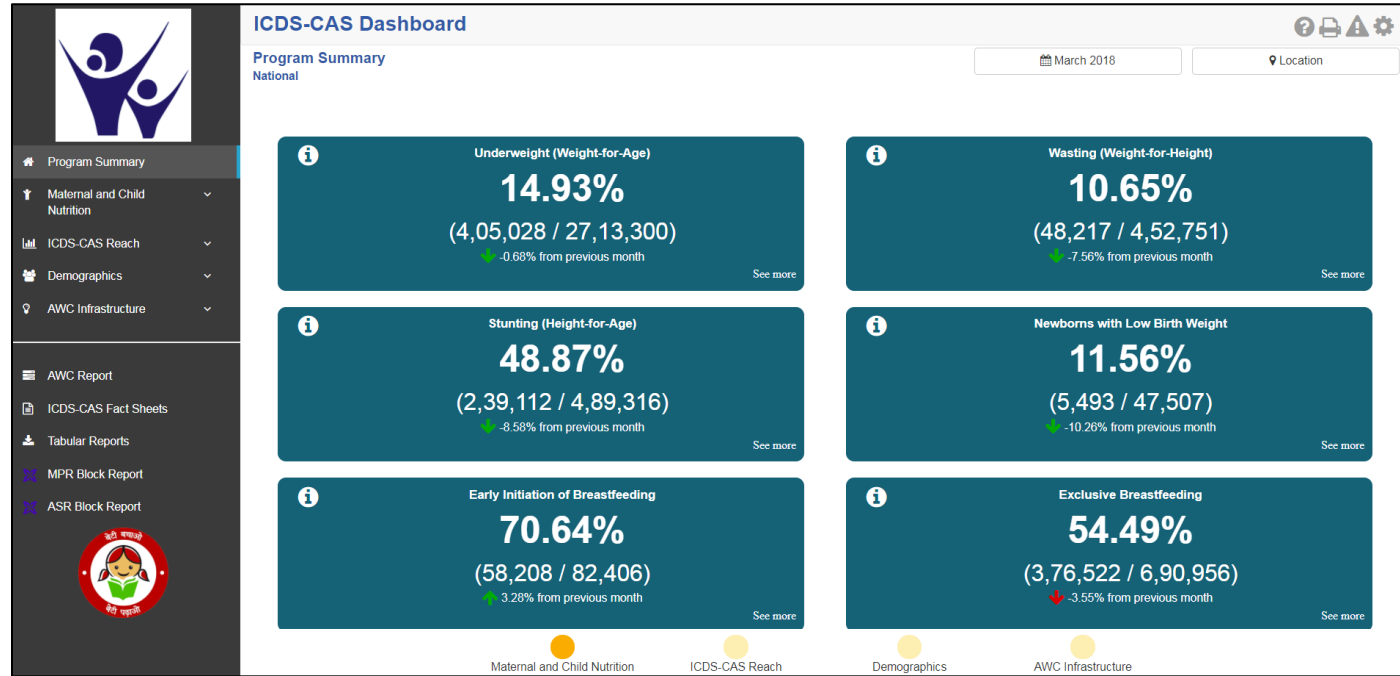 ICDS-CAS Dashboard
Program Summary
National
March 2018
Location
Program Summary
Maternal and Child
Nutrition
ICDS-CAS Reach
Demographics
AWC Infrastructure
AWC Report
ICDS-CAS Fact Sheets
Tabular Reports
MPR Block Report
ASR Block Report
बेटी बचाओ
बेटी पढ़ाओ
Underweight (Weight-for-Age)
14.93%
(4,05,028 / 27,13,300)
-0.68% from previous month
See more
Wasting (Weight-for-Height)
10.65%
(48,217 / 4,52,751)
-7.56% from previous month
See more
Stunting (Height-for-Age)
48.87%
(2,39,112 / 4,89,316)
-8.58% from previous month
See more
Newborns with Low Birth Weight
11.56%
(5,493 / 47,507)
-10.26% from previous month
See more
Early Initiation of Breastfeeding
70.64%
(58,208 / 82,406)
3.28% from previous month
See more
Exclusive Breastfeeding
54.49%
(3,76,522 / 6,90,956)
-3.55% from previous month
See more
Maternal and Child Nutrition
ICDS-CAS Reach
Demographics
AWC Infrastructure